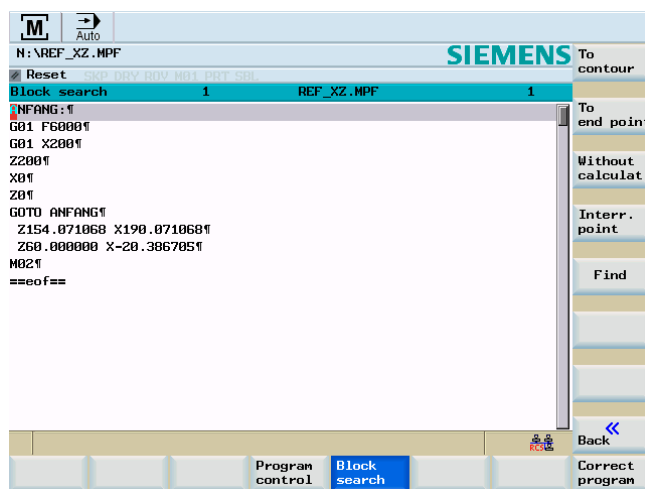 M
Auto
N:\REF_XZ.MPF
SIEMENS
Reset SKP DRY ROV M01 PRT SBL
Block search 1 REF_XZ.MPF 1
ANFANG:¶
G01 F6000¶
G01 X200¶
Z200¶
X0¶
Z0¶
GOTO ANFANG¶
Z154.071068 X190.071068¶
Z60.000000 X-20.386705¶
M02¶
==eof==
To
contour
To
end poin
Without
calculat
Interr.
point
Find
Back
RCS
Program
control
Block
search
Correct
program